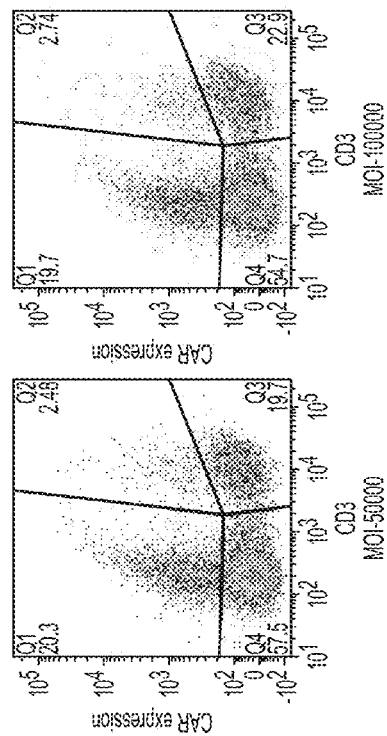 CAR expression
10^5
10^4
10^3
10^2
-10^2
Q1
20.3
Q2
2.48
Q4
57.5
Q3
19.7
10^1 10^2 10^3 10^4 10^5
CD3
MOI-50000
CAR expression
10^5
10^4
10^3
10^2
-10^2
Q1
19.7
Q2
2.74
Q4
54.7
Q3
22.9
10^1 10^2 10^3 10^4 10^5
CD3
MOI-100000